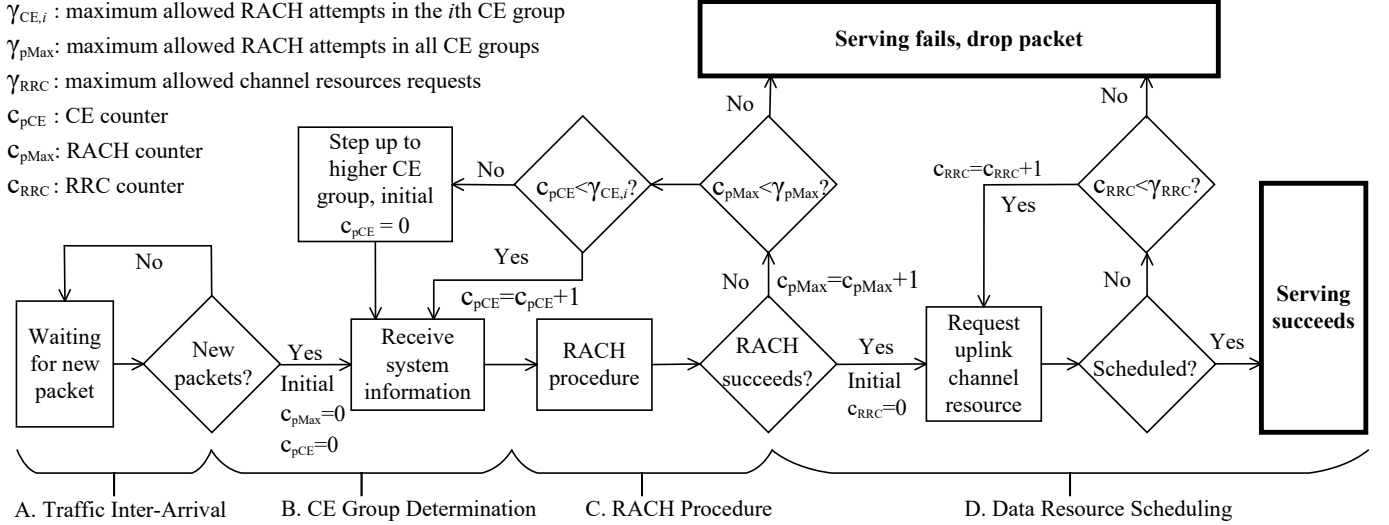 γCE,i : maximum allowed RACH attempts in the ith CE group
γpMax: maximum allowed RACH attempts in all CE groups
γRRC : maximum allowed channel resources requests
cpCE : CE counter
cpMax: RACH counter
cRRC : RRC counter
Serving fails, drop packet
No
No
Step up to
higher CE
group, initial
cpCE = 0
No
cpCE<γCE,i?
cpMax<γpMax?
cRRC=cRRC+1
Yes
cRRC<γRRC?
No
Yes
cpCE=cpCE+1
No
cpMax=cpMax+1
No
Waiting
for new
packet
New
packets?
Yes
Initial
cpMax=0
cpCE=0
Receive
system
information
RACH
procedure
RACH
succeeds?
Yes
Initial
cRRC=0
Request
uplink
channel
resource
Scheduled?
Yes
Serving
succeeds
A. Traffic Inter-Arrival
B. CE Group Determination
C. RACH Procedure
D. Data Resource Scheduling